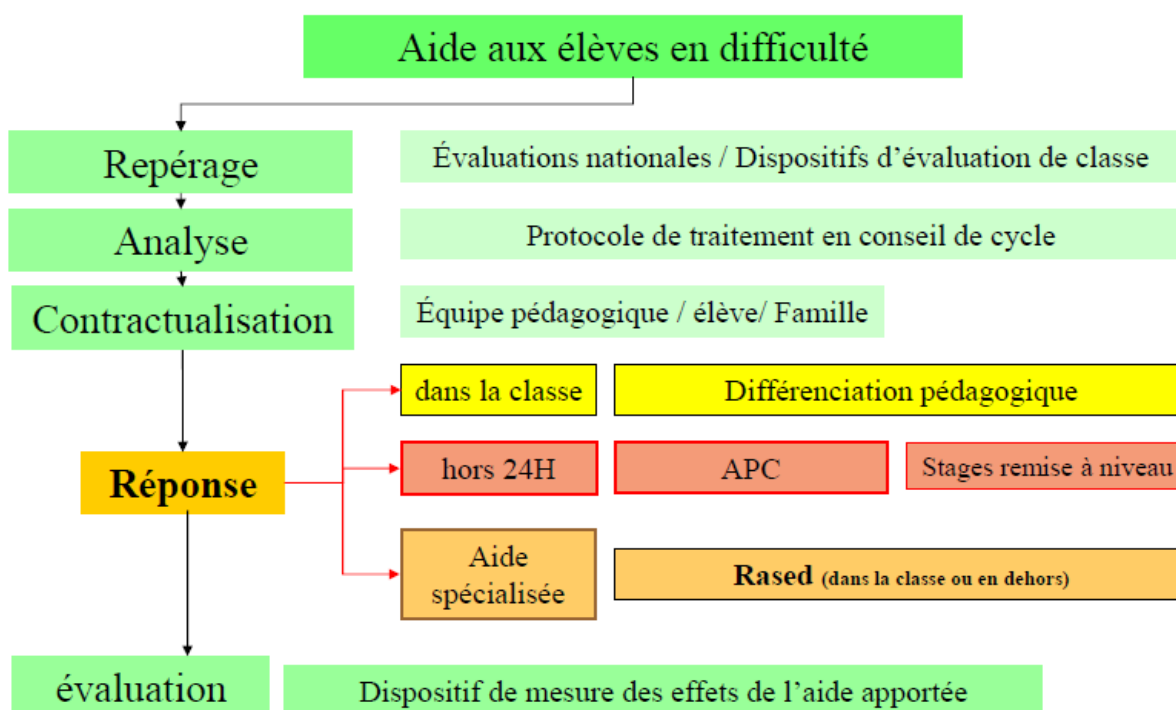 Aide aux élèves en difficulté
Repérage
Évaluations nationales / Dispositifs d’évaluation de classe
Analyse
Protocole de traitement en conseil de cycle
Contractualisation
Équipe pédagogique / élève/ Famille
dans la classe
Différenciation pédagogique
Réponse
hors 24H
APC
Stages remise à niveau
Aide
spécialisée
Rased (dans la classe ou en dehors)
évaluation
Dispositif de mesure des effets de l’aide apportée